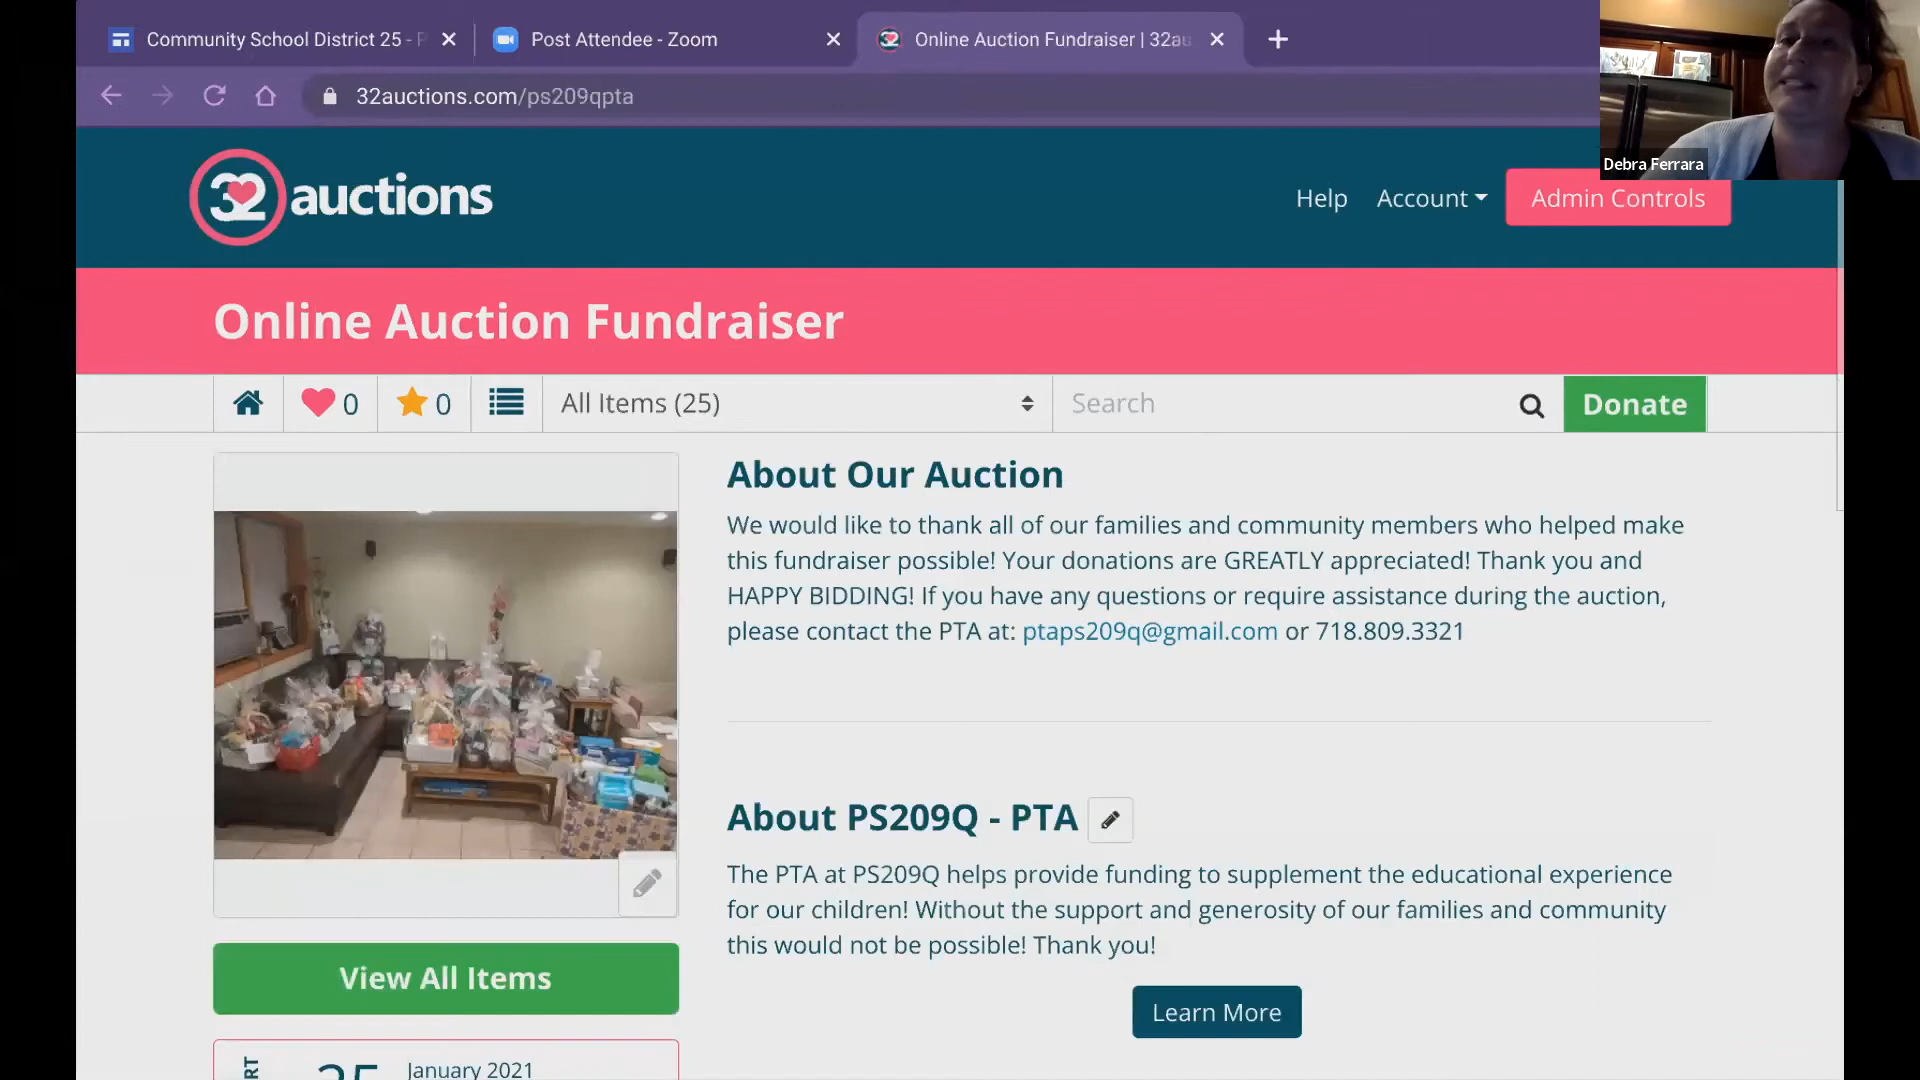 Community School District 25 -
Post Attendee - Zoom
Online Auction Fundraiser | 32au
32auctions.com/ps209qpta
Debra Ferrara
32 auctions
Help
Account
Admin Controls
Online Auction Fundraiser
0
0
All Items (25)
Search
Donate
About Our Auction
We would like to thank all of our families and community members who helped make
this fundraiser possible! Your donations are GREATLY appreciated! Thank you and
HAPPY BIDDING! If you have any questions or require assistance during the auction,
please contact the PTA at: ptaps209q@gmail.com or 718.809.3321
About PS209Q - PTA
The PTA at PS209Q helps provide funding to supplement the educational experience
for our children! Without the support and generosity of our families and community
this would not be possible! Thank you!
Learn More
View All Items
25
January 2021